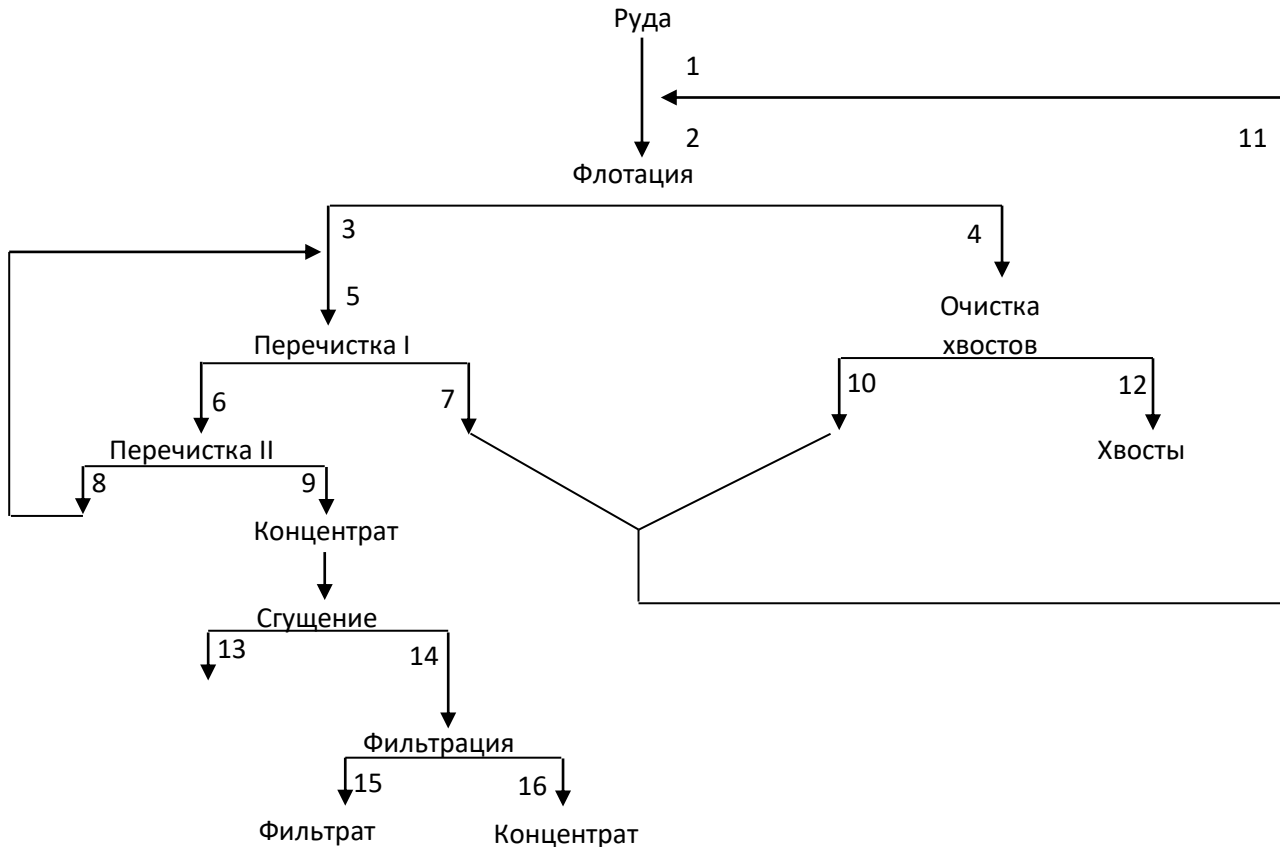 Руда
1
2
11
Флотация
3
4
5
Очистка
хвостов
Перечистка I
6
7
10
12
Перечистка II
Хвосты
8
9
Концентрат
Сгущение
13
14
Фильтрация
15
16
Фильтрат
Концентрат